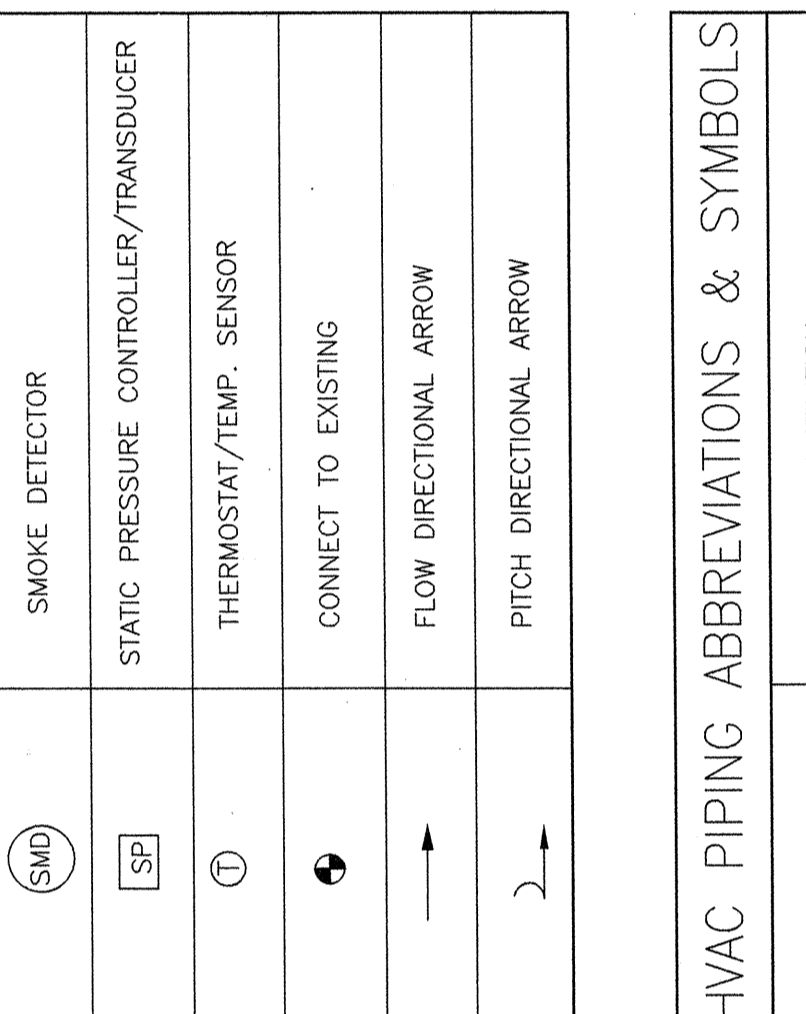 SMD SMOKE DETECTOR
SP STATIC PRESSURE CONTROLLER/TRANSDUCER
T THERMOSTAT/TEMP. SENSOR
CONNECT TO EXISTING
FLOW DIRECTIONAL ARROW
PITCH DIRECTIONAL ARROW
HVAC PIPING ABBREVIATIONS & SYMBOLS